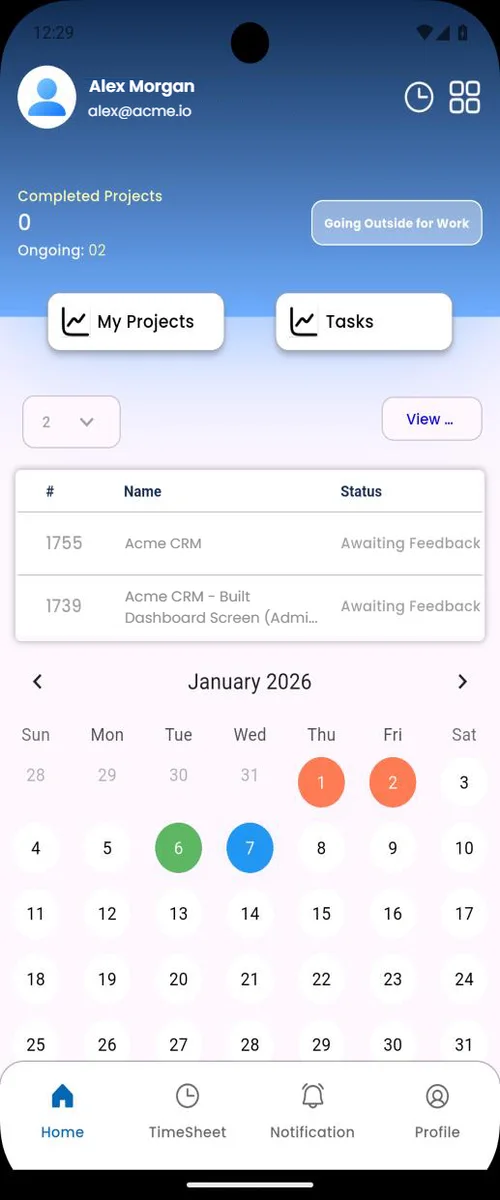 12:29
Alex Morgan
alex@acme.io
Completed Projects
0
Going Outside for Work
Ongoing: 02
My Projects Tasks
2 View ...
# Name Status
1755 Acme CRM Awaiting Feedback
1739 Acme CRM - Built
Dashboard Screen (Admi... Awaiting Feedback
January 2026
Sun Mon Tue Wed Thu Fri Sat
28 29 30 31 1 2 3
4 5 6 7 8 9 10
11 12 13 14 15 16 17
18 19 20 21 22 23 24
25 26 27 28 29 30 31
Home TimeSheet Notification Profile